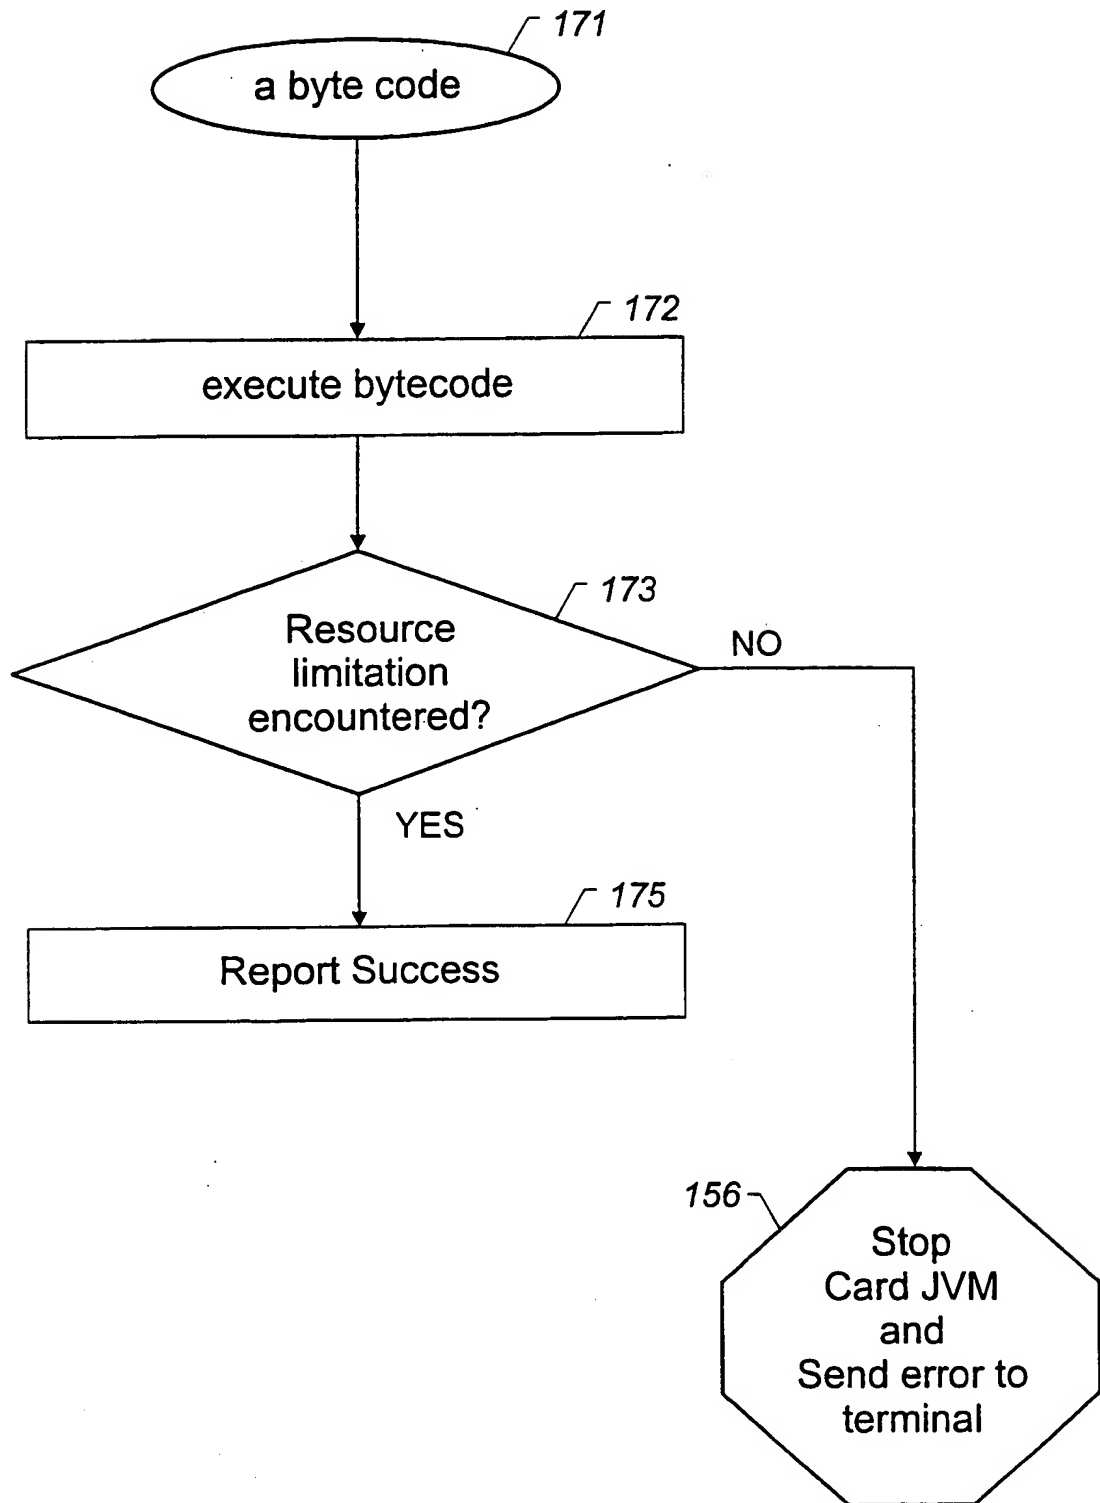 171
a byte code
172
execute bytecode
173
Resource
limitation
encountered?
NO
YES
175
Report Success
156
Stop
Card JVM
and
Send error to
terminal